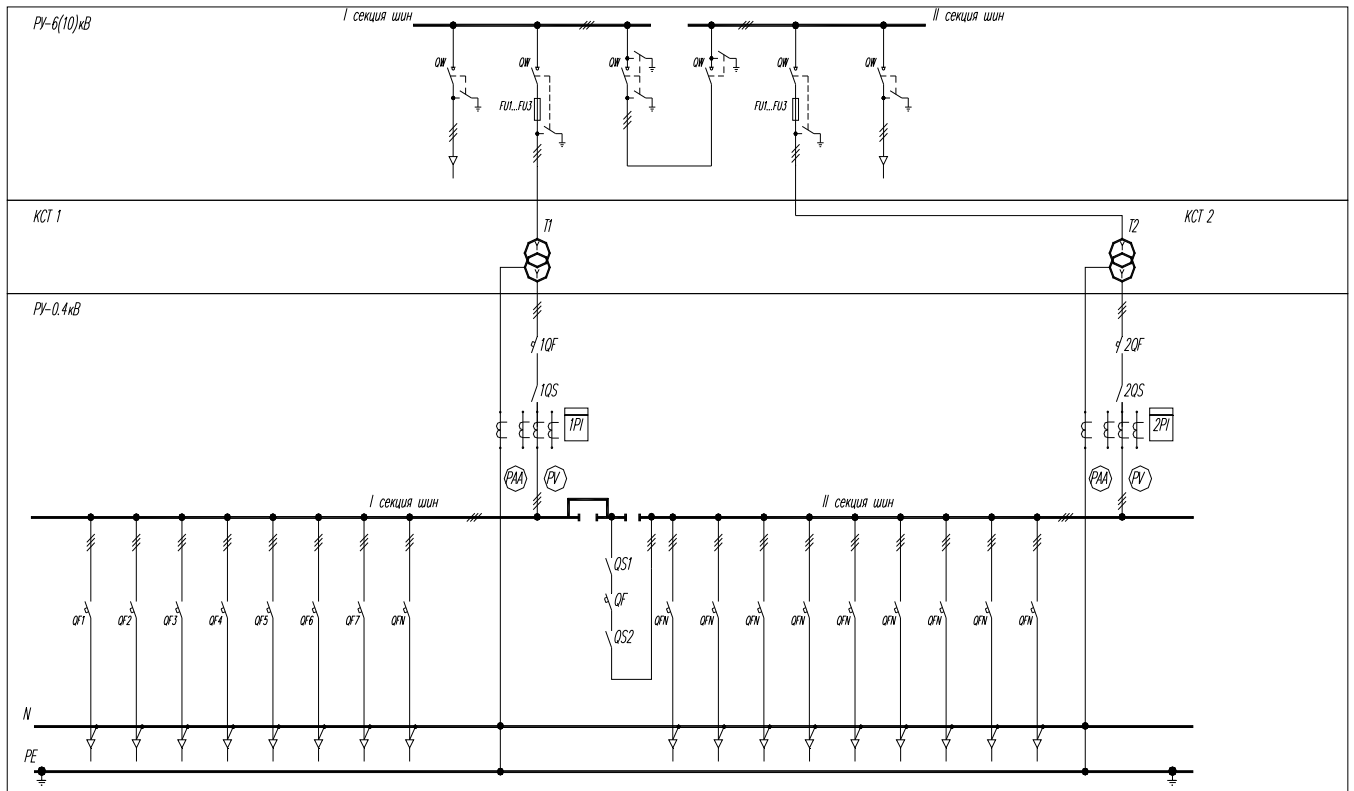 РУ-6(10)кВ
I секция шин
II секция шин
QW
QW
QW
QW
QW
QW
FU1...FU3
FU1...FU3
КСТ 1
КСТ 2
T1
T2
РУ-0.4кВ
1QF
2QF
1QS
2QS
1PI
2PI
PAA
PV
PAA
PV
I секция шин
II секция шин
QS1
QF
QS2
QF1
QF2
QF3
QF4
QF5
QF6
QF7
QFN
QFN
QFN
QFN
QFN
QFN
QFN
QFN
QFN
QFN
N
PE